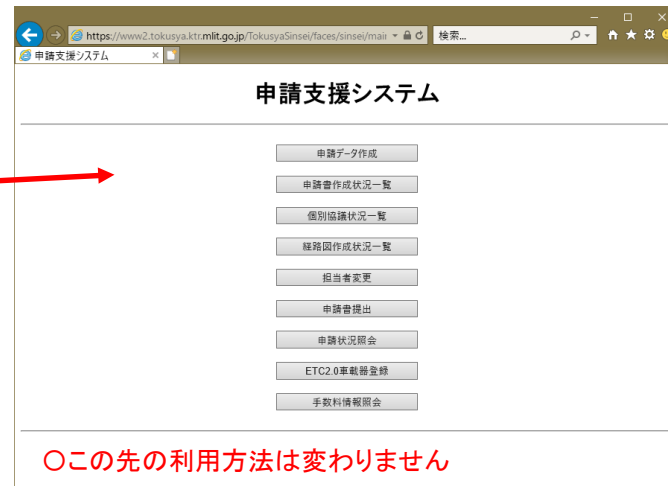 https://www2.tokusya.ktr.mlit.go.jp/TokusyaSinsei/faces/sinsei/mail
検索...
申請支援システム
申請支援システム
申請データ作成
申請書作成状況一覧
個別協議状況一覧
経路図作成状況一覧
担当者変更
申請書提出
申請状況照会
ETC2.0車載器登録
手数料情報照会
〇この先の利用方法は変わりません